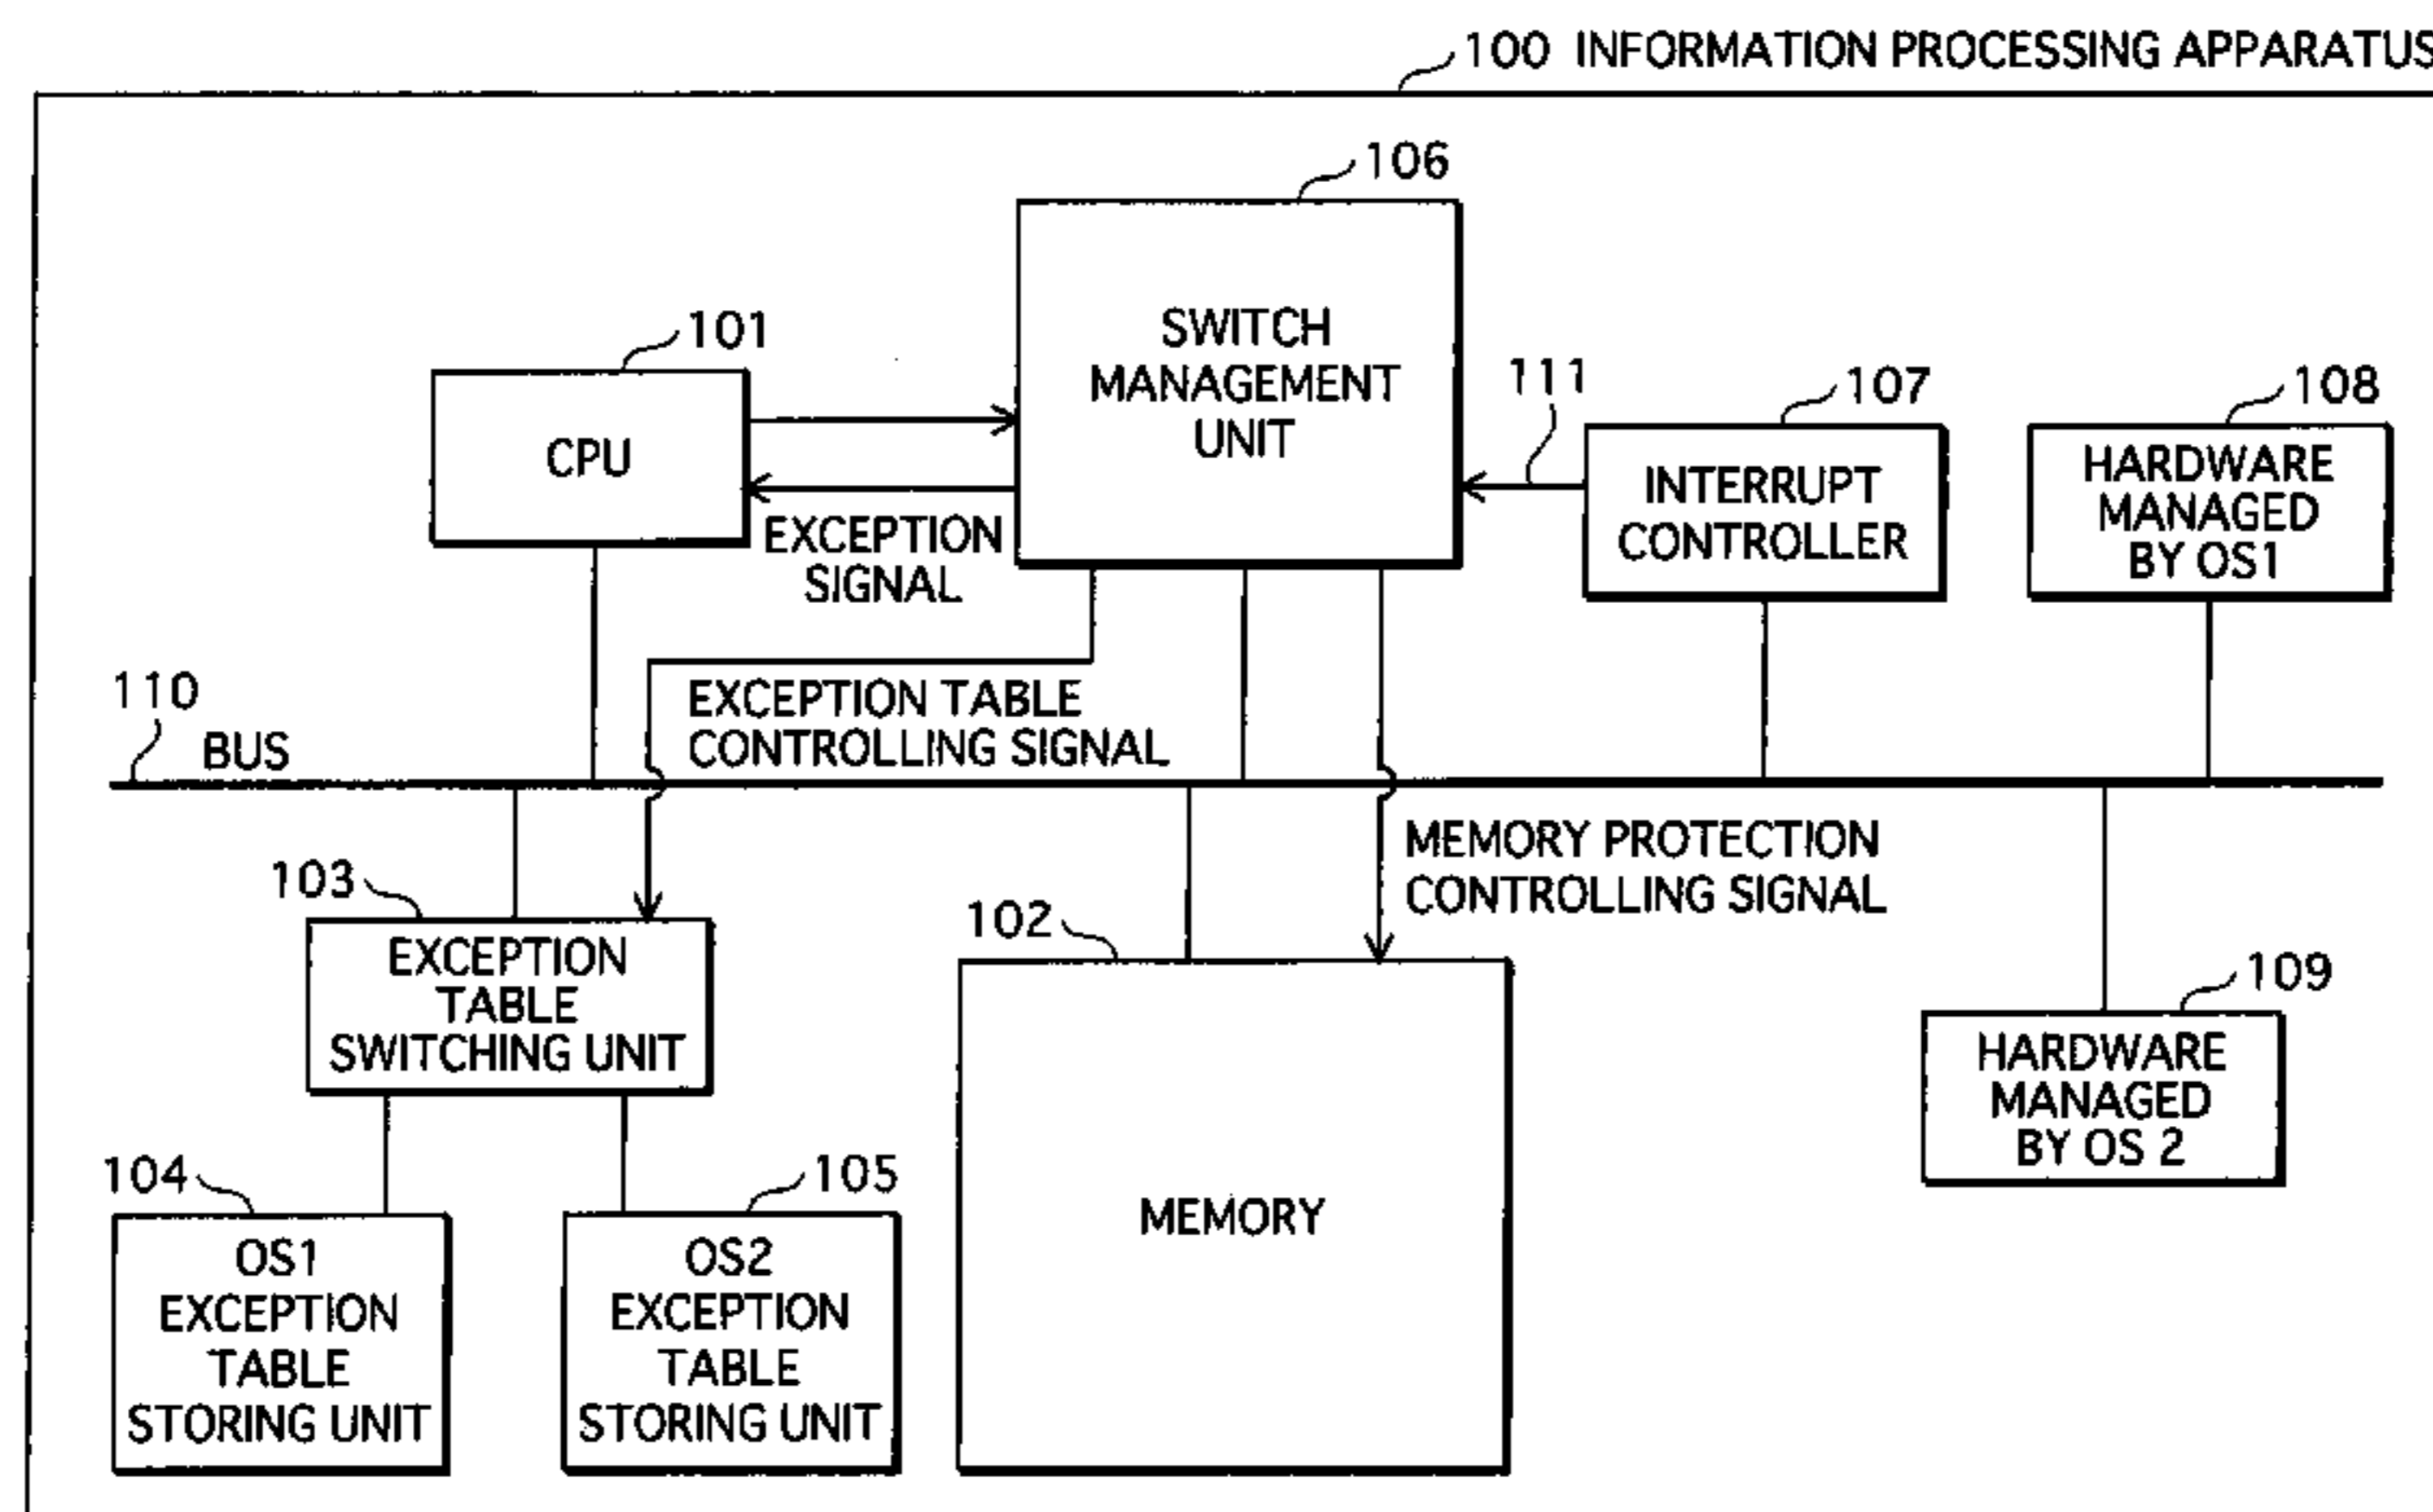 100 INFORMATION PROCESSING APPARATUS
106
SWITCH
MANAGEMENT
UNIT
101
CPU
EXCEPTION
SIGNAL
111
107
INTERRUPT
CONTROLLER
108
HARDWARE
MANAGED
BY OS1
110
BUS
EXCEPTION TABLE
CONTROLLING SIGNAL
MEMORY PROTECTION
CONTROLLING SIGNAL
103
EXCEPTION
TABLE
SWITCHING UNIT
102
MEMORY
109
HARDWARE
MANAGED
BY OS 2
104
OS1
EXCEPTION
TABLE
STORING UNIT
105
OS2
EXCEPTION
TABLE
STORING UNIT